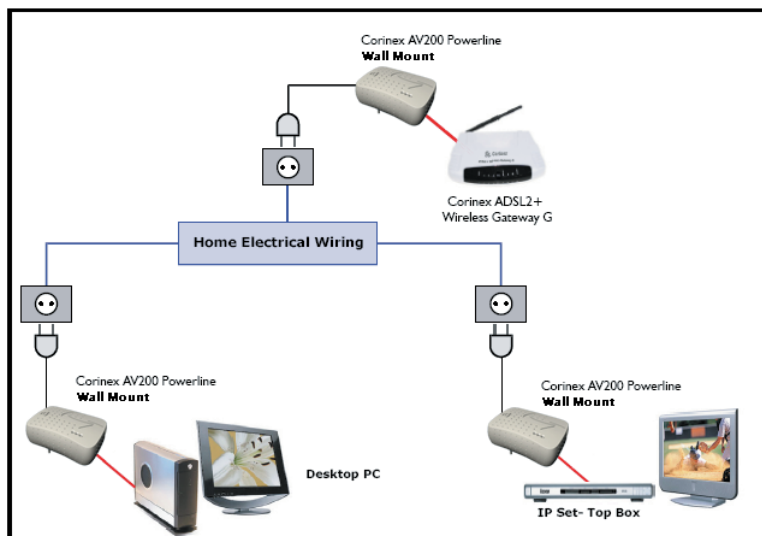 Corinex AV200 Powerline
Wall Mount
Corinex ADSL2+
Wireless Gateway G
Home Electrical Wiring
Corinex AV200 Powerline
Wall Mount
Desktop PC
Corinex AV200 Powerline
Wall Mount
IP Set- Top Box